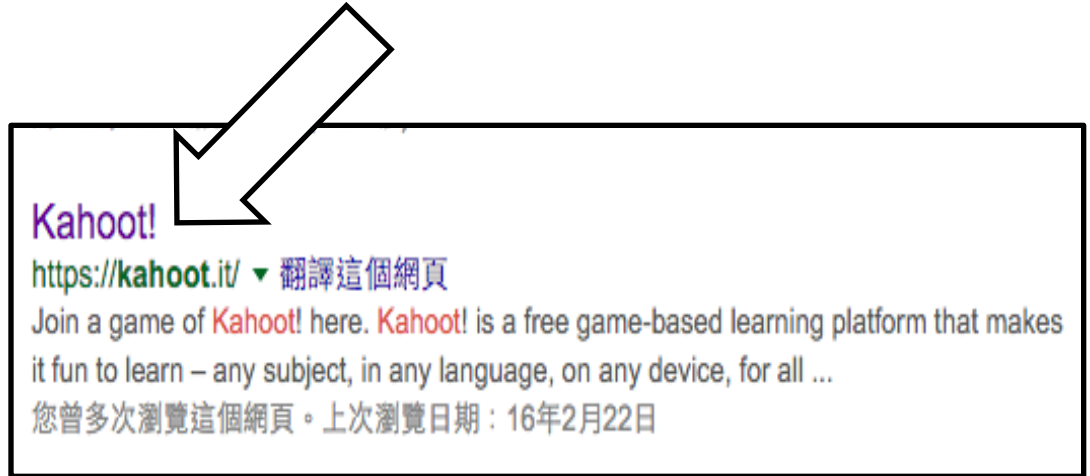 Kahoot!
https://kahoot.it/ ▼ 翻譯這個網頁
Join a game of Kahoot! here. Kahoot! is a free game-based learning platform that makes
it fun to learn – any subject, in any language, on any device, for all ...
您曾多次瀏覽這個網頁。上次瀏覽日期：16年2月22日